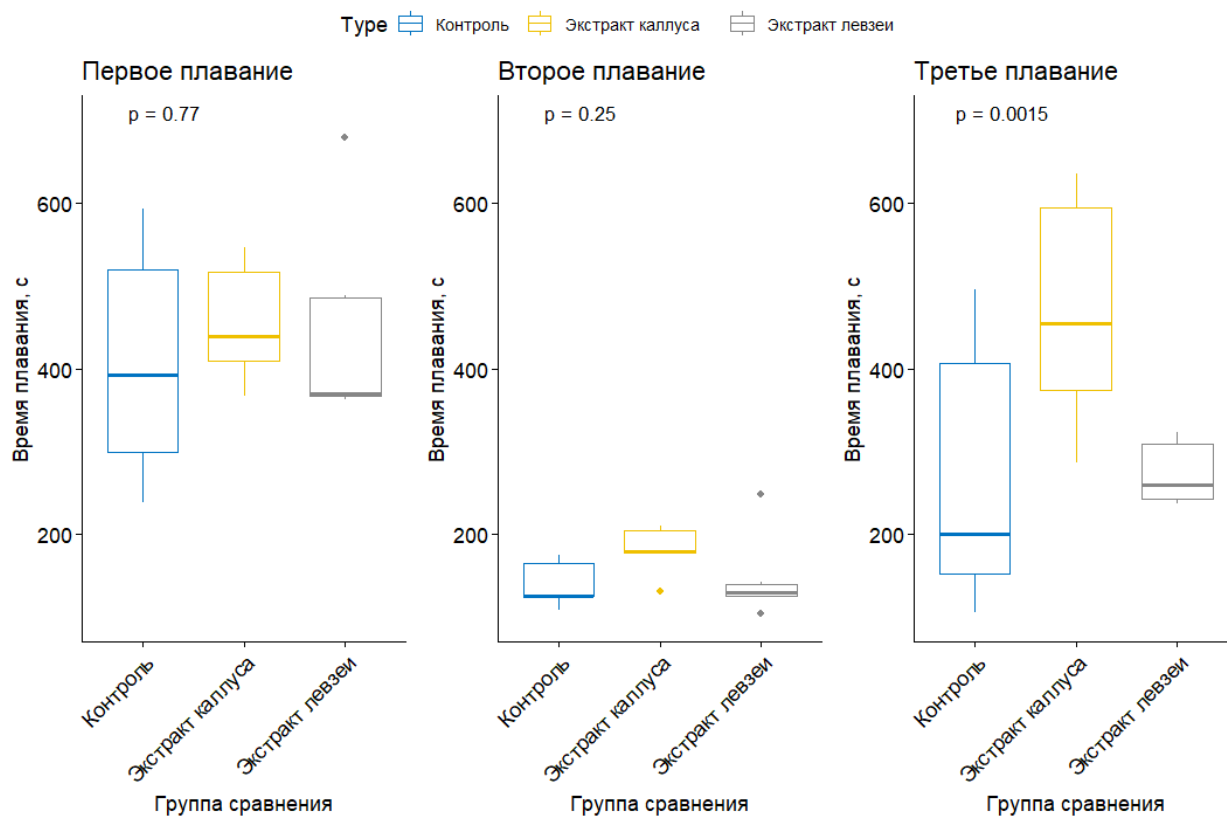 Type Контроль Экстракт каллуса Экстракт левзеи
Первое плавание
p = 0.77
600
400
200
Время плавания, с
Контроль
Экстракт каллуса
Экстракт левзеи
Группа сравнения
Второе плавание
p = 0.25
600
400
200
Время плавания, с
Контроль
Экстракт каллуса
Экстракт левзеи
Группа сравнения
Третье плавание
p = 0.0015
600
400
200
Время плавания, с
Контроль
Экстракт каллуса
Экстракт левзеи
Группа сравнения